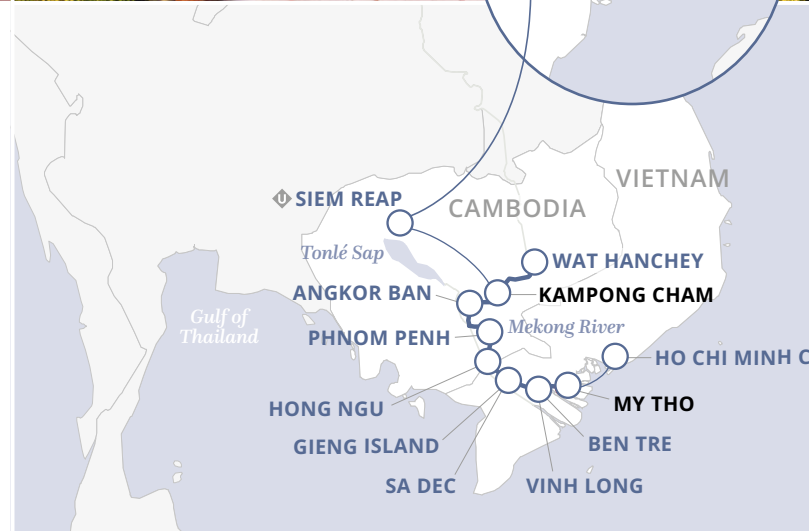 VIETNAM
SIEM REAP
CAMBODIA
Tonlé Sap
WAT HANCHEY
ANGKOR BAN
KAMPONG CHAM
Gulf of
Thailand
PHNOM PENH
Mekong River
HO CHI MINH C
HONG NGU
MY THO
GIENG ISLAND
BEN TRE
SA DEC
VINH LONG